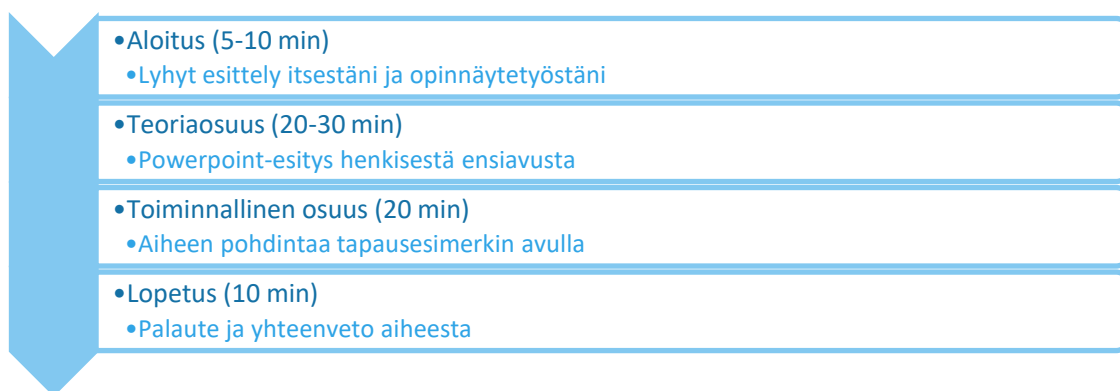 •Aloitus (5-10 min)
•Lyhyt esittely itsestäni ja opinnäytetyöstäni
•Teoriaosuus (20-30 min)
•Powerpoint-esitys henkisestä ensiavusta
•Toiminnallinen osuus (20 min)
•Aiheen pohdintaa tapausesimerkin avulla
•Lopetus (10 min)
•Palaute ja yhteenveto aiheesta